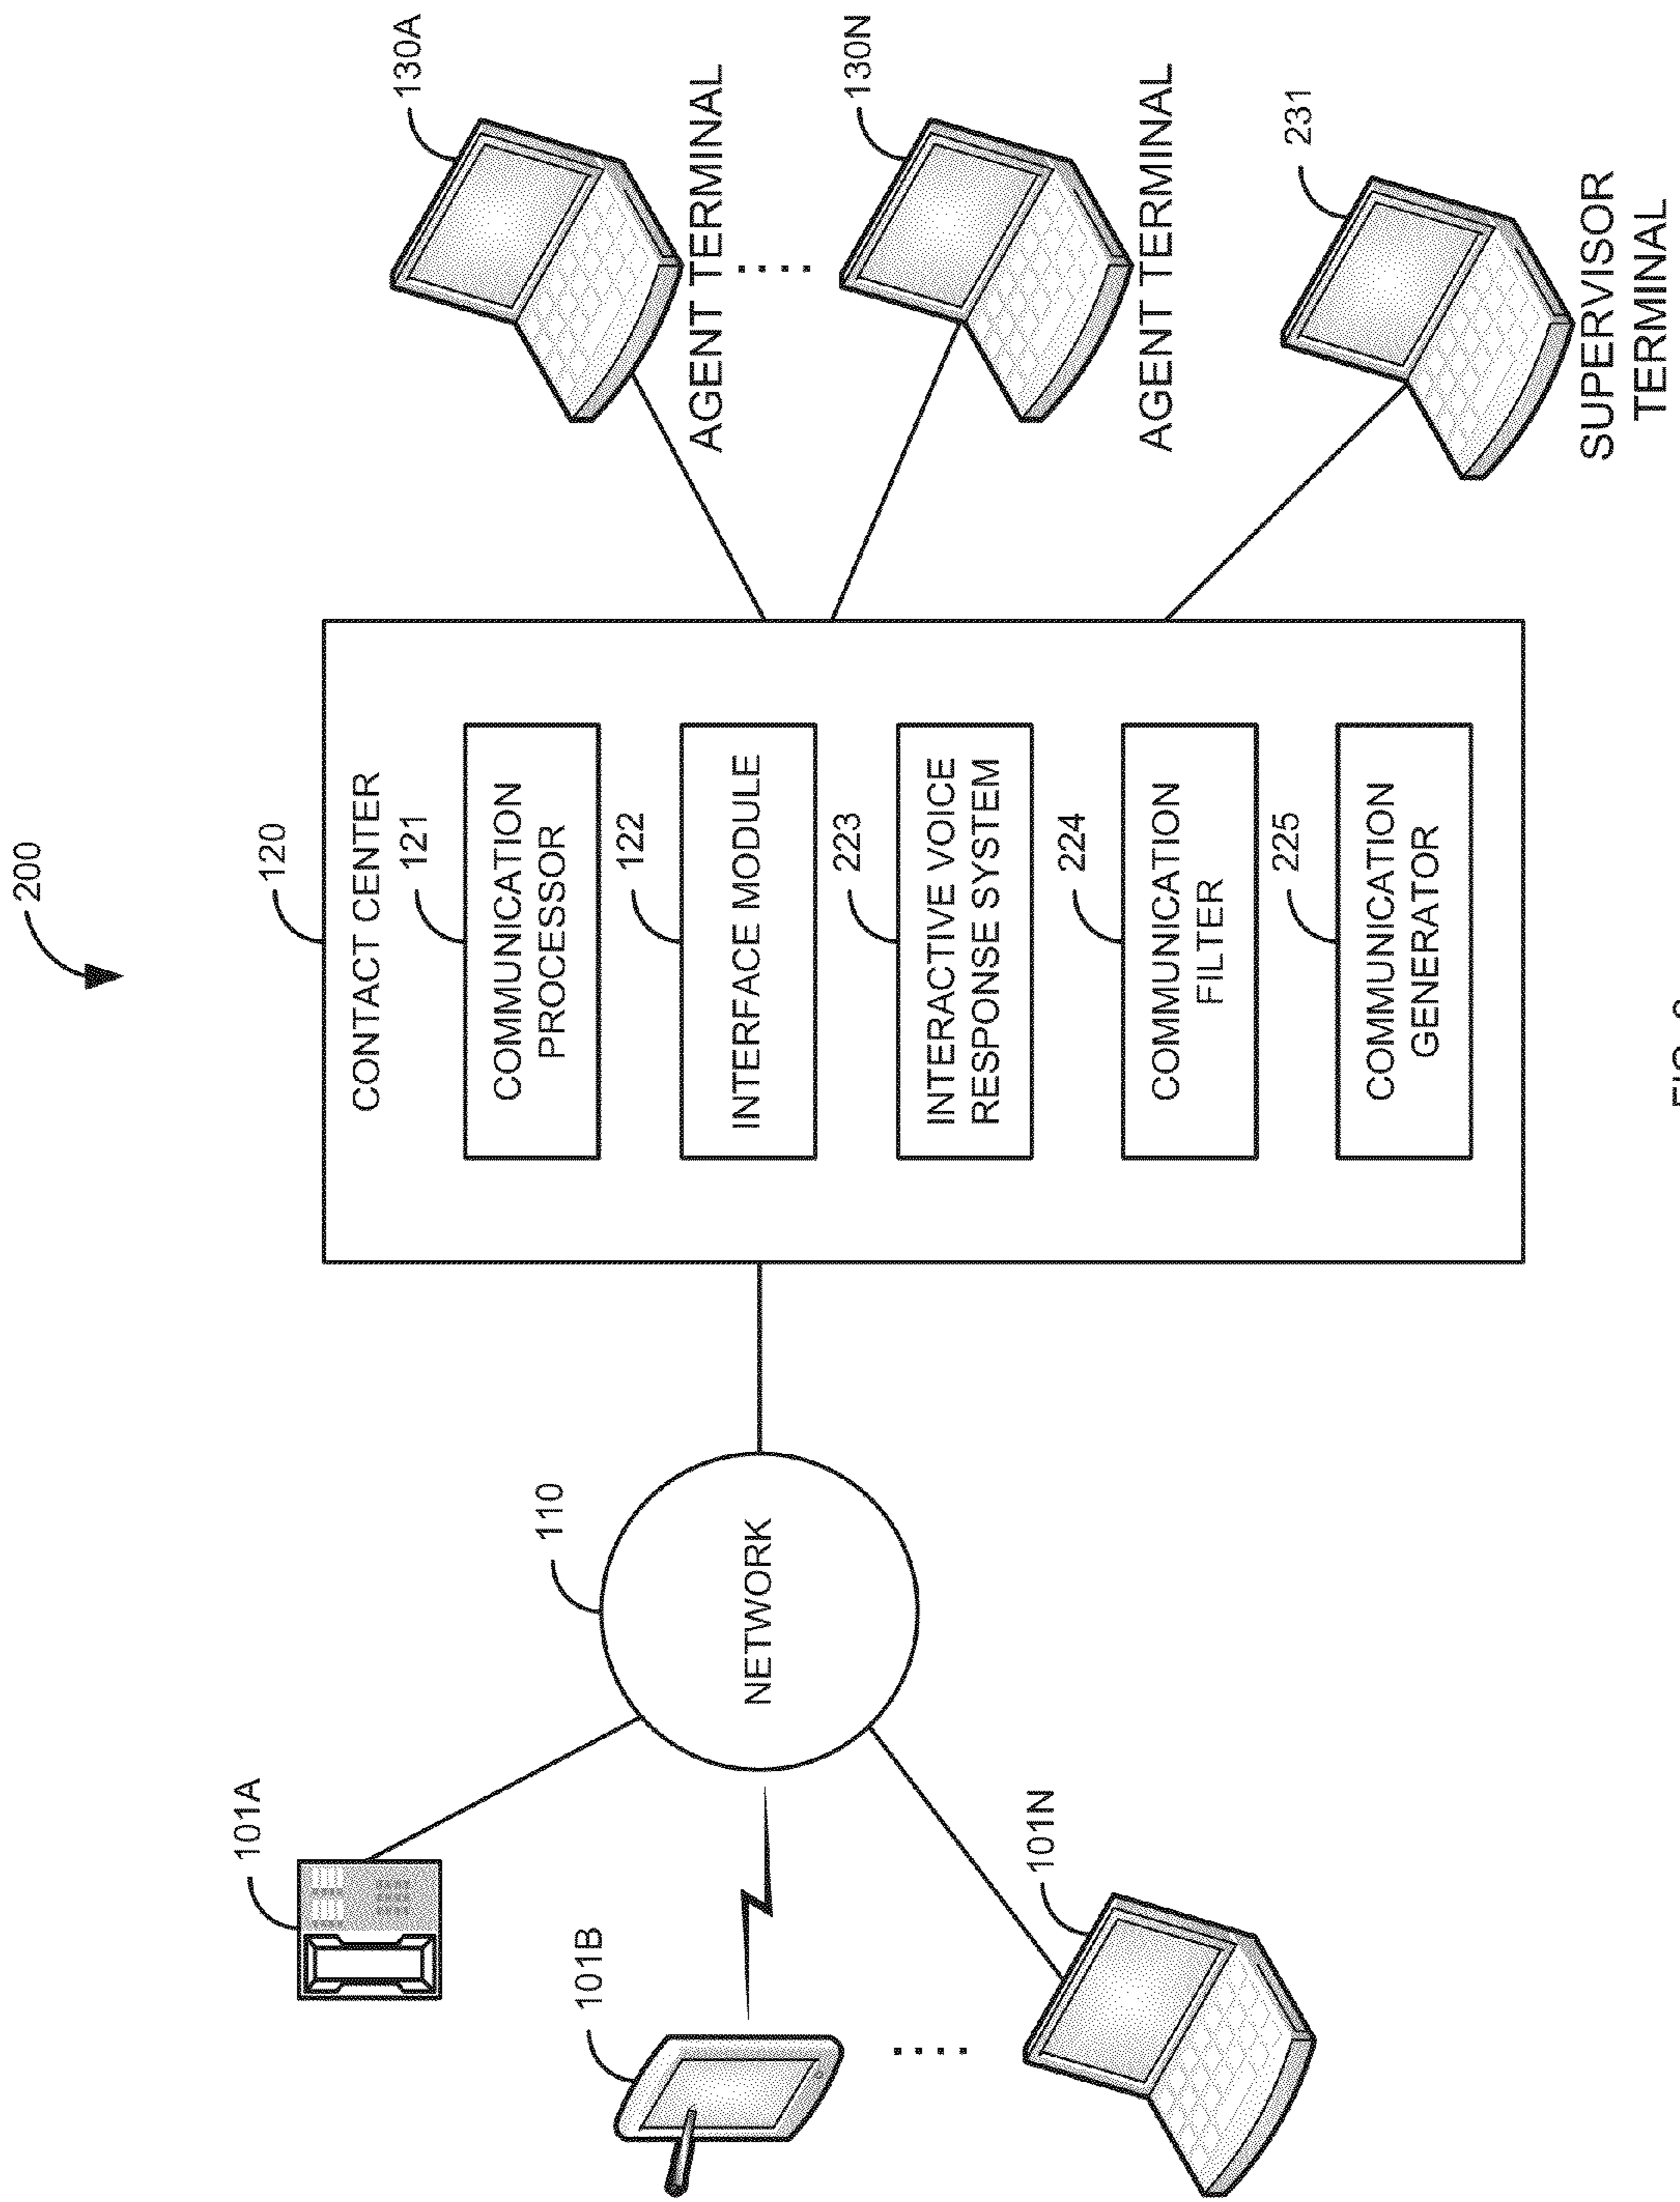 200
120
CONTACT CENTER
121
COMMUNICATION
PROCESSOR
122
INTERFACE MODULE
223
INTERACTIVE VOICE
RESPONSE SYSTEM
224
COMMUNICATION
FILTER
225
COMMUNICATION
GENERATOR
101A
101B
101N
110
NETWORK
130A
AGENT TERMINAL
130N
AGENT TERMINAL
231
SUPERVISOR
TERMINAL